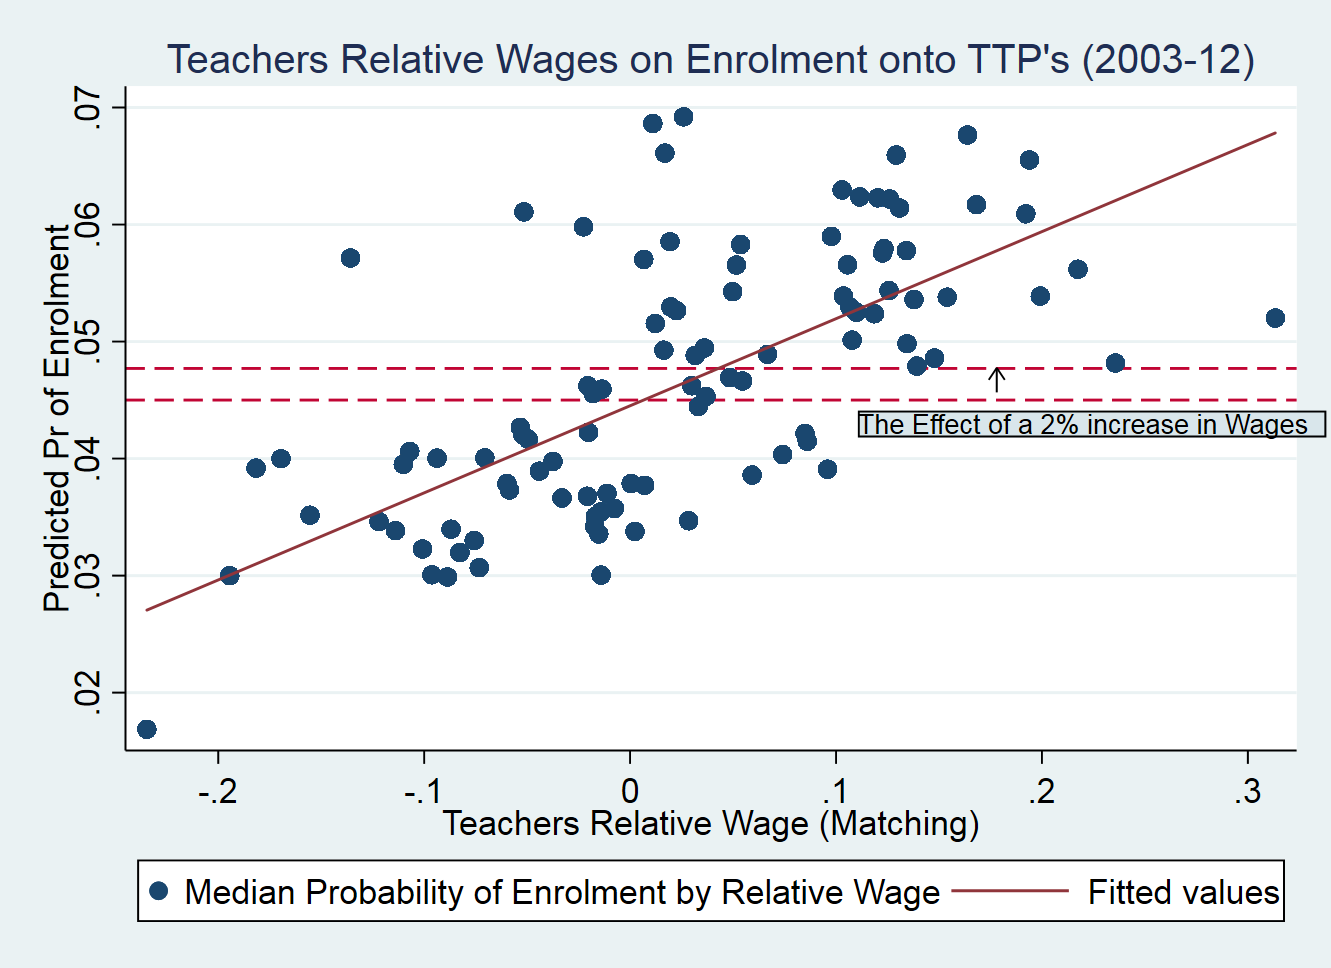 Teachers Relative Wages on Enrolment onto TTP's (2003-12)
Predicted Pr of Enrolment
.07
.06
.05
.04
.03
.02
The Effect of a 2% increase in Wages
-.2 -.1 0 .1 .2 .3
Teachers Relative Wage (Matching)
Median Probability of Enrolment by Relative Wage Fitted values